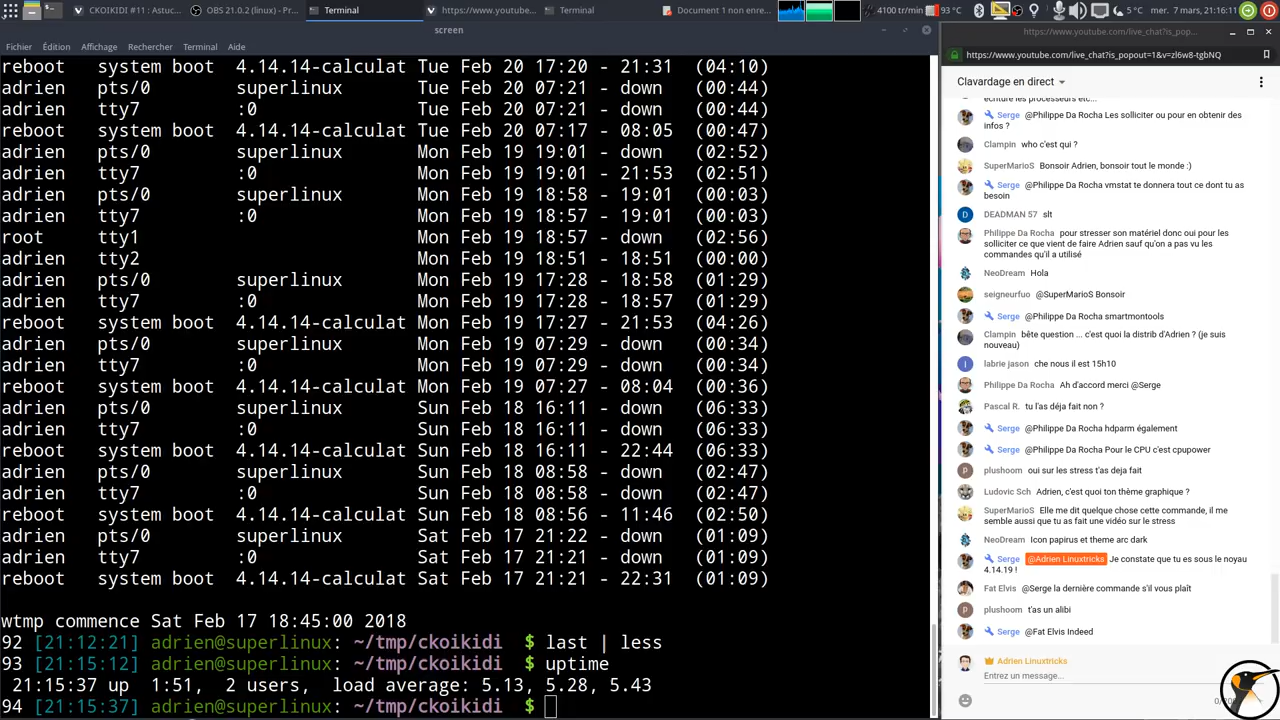 CKOIKIDI #11 : Astuc...
OBS 21.0.2 (linux) - Pr...
Terminal
https://www.youtube...
Terminal
Document 1 non enre...
4100 tr/min
93 °C
5 °C
mer. 7 mars, 21:16:11
screen
Fichier Édition Affichage Rechercher Terminal Aide
reboot system boot 4.14.14-calculat Tue Feb 20 17:20 - 21:31 (04:10)
adrien pts/0 superlinux Tue Feb 20 07:21 - down (00:44)
adrien tty7 :0 Tue Feb 20 07:21 - down (00:44)
reboot system boot 4.14.14-calculat Tue Feb 20 07:17 - 08:05 (00:47)
adrien pts/0 superlinux Mon Feb 19 19:01 - down (02:52)
adrien tty7 :0 Mon Feb 19 19:01 - 21:53 (02:51)
adrien pts/0 superlinux Mon Feb 19 18:58 - 19:01 (00:03)
adrien tty7 :0 Mon Feb 19 18:57 - 19:01 (00:03)
root tty1 Mon Feb 19 18:57 - down (02:56)
adrien tty2 Mon Feb 19 18:51 - 18:51 (00:00)
adrien pts/0 superlinux Mon Feb 19 17:28 - 18:58 (01:29)
adrien tty7 :0 Mon Feb 19 17:28 - 18:57 (01:29)
reboot system boot 4.14.14-calculat Mon Feb 19 17:27 - 21:53 (04:26)
adrien pts/0 superlinux Mon Feb 19 07:29 - down (00:34)
adrien tty7 :0 Mon Feb 19 07:29 - down (00:34)
reboot system boot 4.14.14-calculat Mon Feb 19 07:27 - 08:04 (00:36)
adrien pts/0 superlinux Sun Feb 18 16:11 - down (06:33)
adrien tty7 :0 Sun Feb 18 16:11 - down (06:33)
reboot system boot 4.14.14-calculat Sun Feb 18 16:10 - 22:44 (06:34)
adrien pts/0 superlinux Sun Feb 18 08:58 - down (02:47)
adrien tty7 :0 Sun Feb 18 08:58 - down (02:47)
reboot system boot 4.14.14-calculat Sun Feb 18 08:56 - 11:46 (02:50)
adrien pts/0 superlinux Sat Feb 17 21:22 - down (01:09)
adrien tty7 :0 Sat Feb 17 21:21 - down (01:09)
reboot system boot 4.14.14-calculat Sat Feb 17 21:21 - 22:31 (01:09)
wtmp commence Sat Feb 17 18:45:00 2018
92 [21:12:21] adrien@superlinux: ~/tmp/ckoikidi $ last | less
93 [21:15:12] adrien@superlinux: ~/tmp/ckoikidi $ uptime
21:15:37 up average: 5.43
94 [21:15:37] adrien@superlinux: ~/tmp/ckoikidi $
https://www.youtube.com/live_chat?is_pop...
https://www.youtube.com/live_chat?is_popout=1&v=zl6w8-tgbNQ
Clavardage en direct
écriture les processeurs etc...
Serge @Philippe Da Rocha Les solliciter ou pour en obtenir des
infos ?
Clampin who c'est qui ?
SuperMarioS Bonsoir Adrien, bonsoir tout le monde :)
Serge @Philippe Da Rocha vmstat te donnera tout ce dont tu as
besoin
DEADMAN 57 slt
Philippe Da Rocha pour stresser son matériel donc oui pour les
solliciter ce que vient de faire Adrien sauf qu'on a pas vu les
commandes qu'il a utilisé
NeoDream Hola
seigneurfuo @SuperMarioS Bonsoir
Serge @Philippe Da Rocha smartmontools
Clampin bête question ... c'est quoi la distrib d'Adrien ? (je suis
nouveau)
labrie jason che nous il est 15h10
Philippe Da Rocha Ah d'accord merci @Serge
Pascal R. tu l'as déja fait non ?
Serge @Philippe Da Rocha hdparm également
Serge @Philippe Da Rocha Pour le CPU c'est cpupower
plushoom oui sur les stress t'as deja fait
Ludovic Sch Adrien, c'est quoi ton thème graphique ?
SuperMarioS Elle me dit quelque chose cette commande, il me
semble aussi que tu as fait une vidéo sur le stress
NeoDream Icon papirus et theme arc dark
Serge @Adrien Linuxtricks Je constate que tu es sous le noyau
4.14.19 !
Fat Elvis @Serge la dernière commande s'il vous plaît
plushoom t'as un alibi
Serge @Fat Elvis Indeed
Adrien Linuxtricks
Entrez un message...